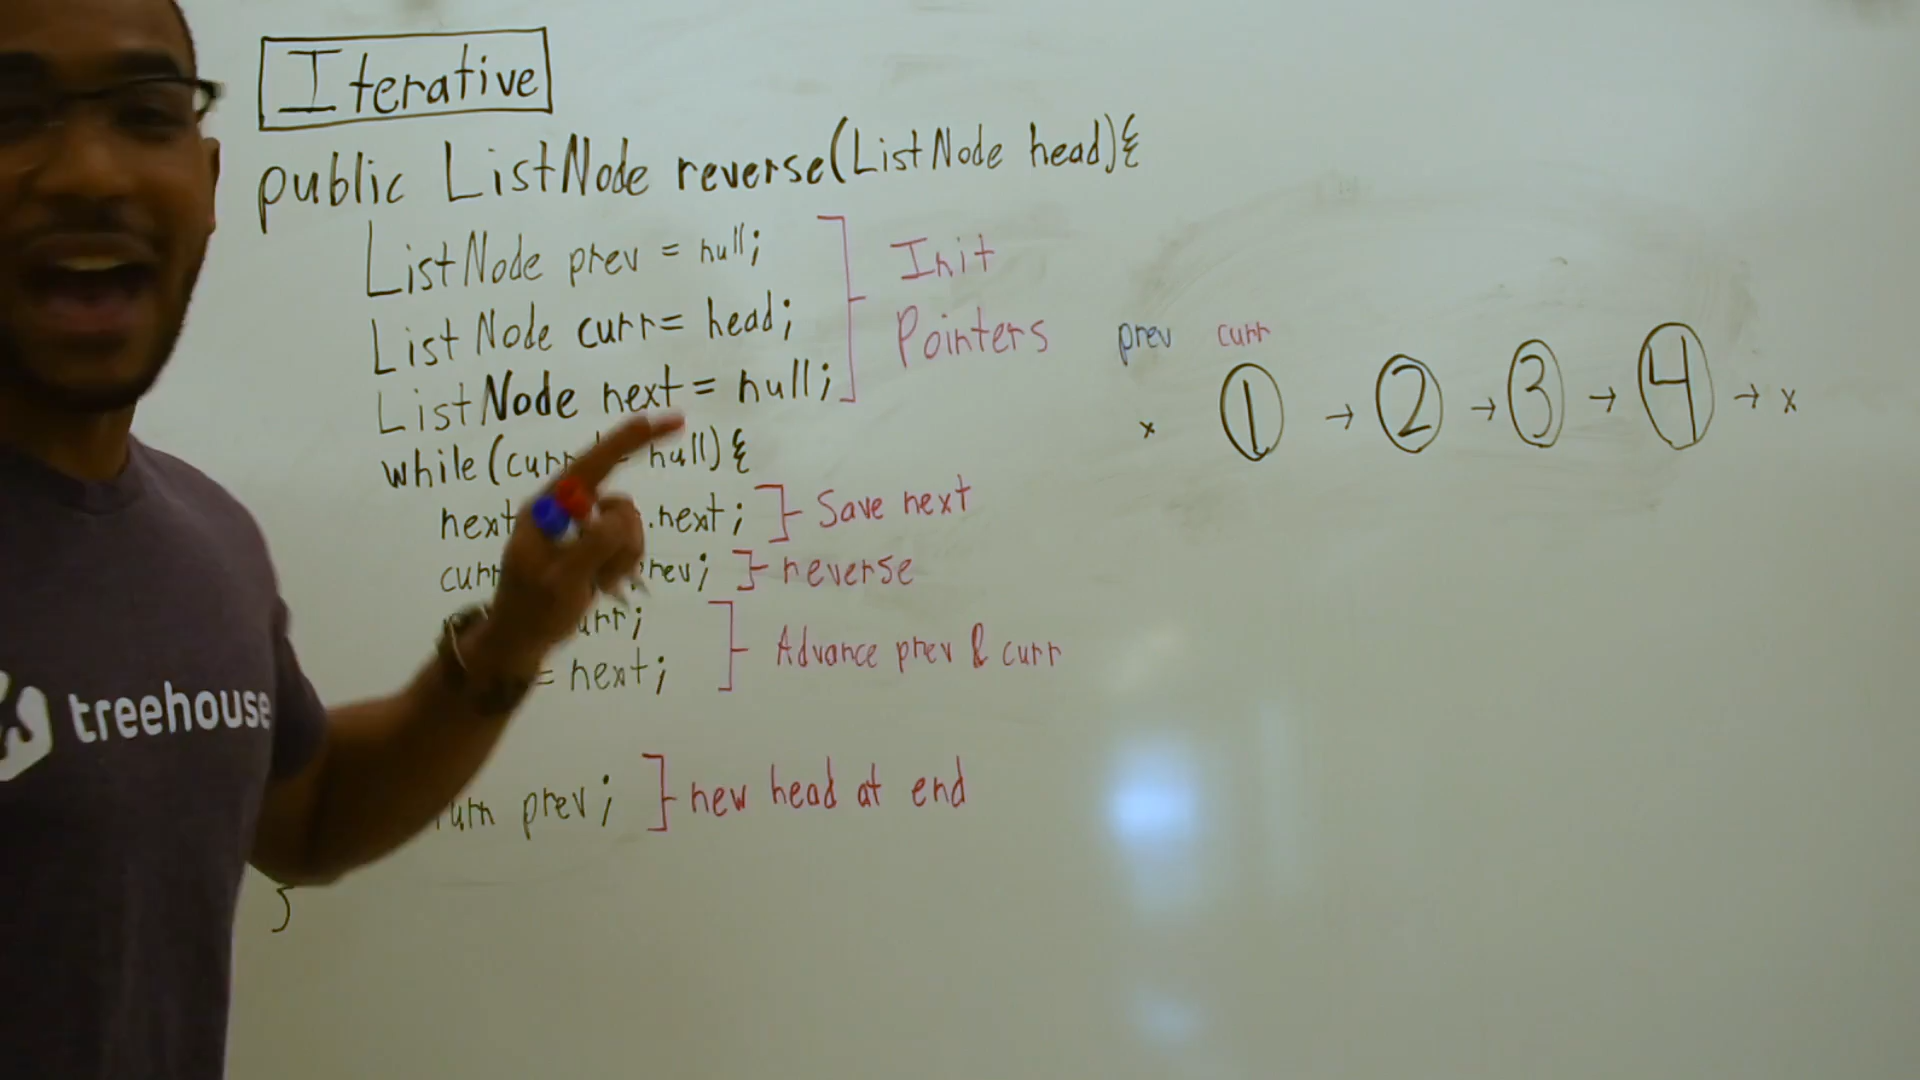 Iterative
public ListNode reverse(ListNode head){
ListNode prev = null;
ListNode curr= head;
ListNode next= null;
Init
Pointers
while (curr = null){
next .next; Save next
curr prev; reverse
curr;
= next;
Advance prev & curr
prev; new head at end
}
prev curr
x 1 → 2 → 3 → 4 → x
treehouse